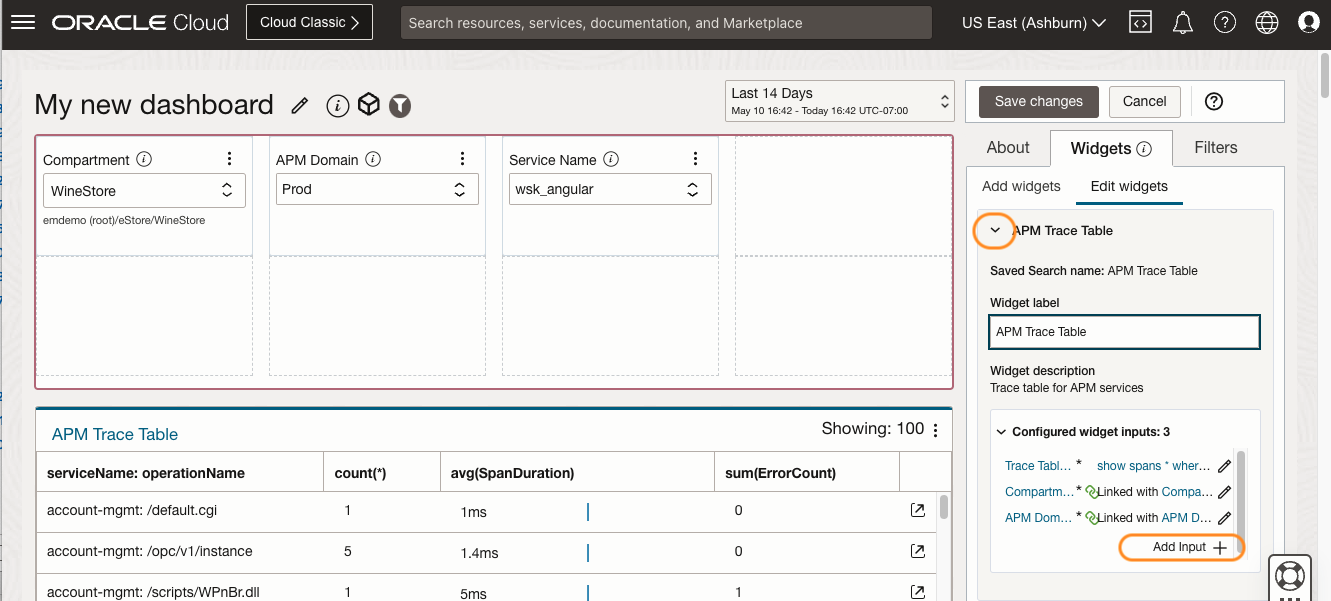 ORACLE Cloud
Cloud Classic
Search resources, services, documentation, and Marketplace
US East (Ashburn)
My new dashboard
Last 14 Days
May 10 16:42 - Today 16:42 UTC-07:00
Save changes
Cancel
Compartment
WineStore
emdemo (root)/eStore/WineStore
APM Domain
Prod
Service Name
wsk_angular
About
Widgets
Filters
Add widgets
Edit widgets
APM Trace Table
Saved Search name: APM Trace Table
Widget label
APM Trace Table
Widget description
Trace table for APM services
Configured widget inputs: 3
Trace Tabl... * show spans * wher...
Compartm... * Linked with Compa...
APM Dom... * Linked with APM D...
Add Input
APM Trace Table
Showing: 100
serviceName: operationName count(*) avg(SpanDuration) sum(ErrorCount)
account-mgmt: /default.cgi 1 1ms 0
account-mgmt: /opc/v1/instance 5 1.4ms 0
account-mgmt: /scripts/WPnBr.dll 1 5ms 1